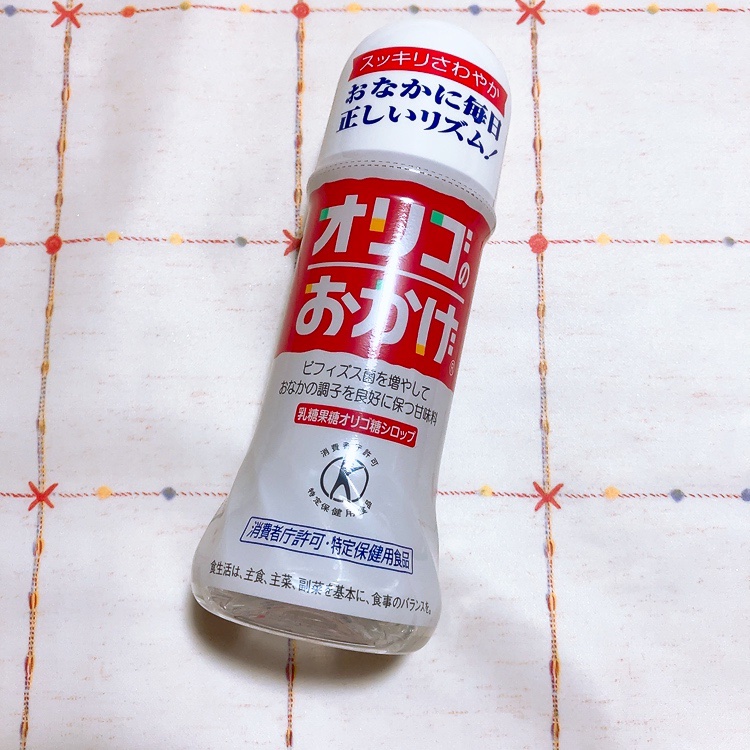 スッキリさわやか
おなかに毎日
正しいリズム!
オリゴの
おかげ®
ビフィズス菌を増やして
おなかの調子を良好に保つ甘味料
乳糖果糖オリゴ糖シロップ
消費者庁許可
特定保健用食品
消費者庁許可・特定保健用食品
食生活は、主食、主菜、副菜を基本に、食事のバランスを。